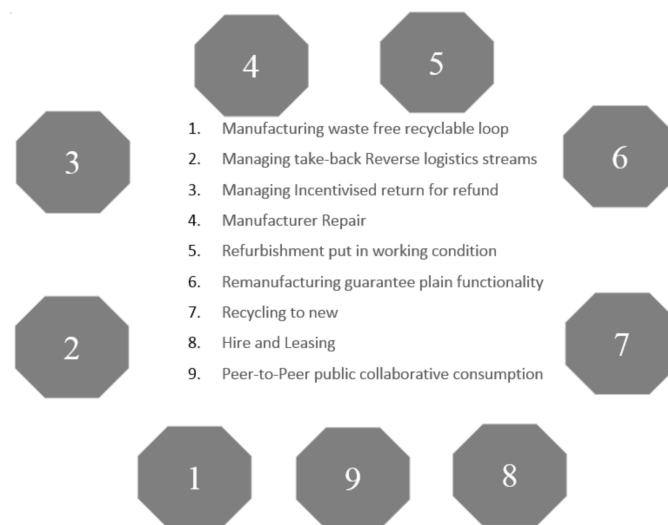 4
5
3
6
1. Manufacturing waste free recyclable loop
2. Managing take-back Reverse logistics streams
3. Managing Incentivised return for refund
4. Manufacturer Repair
5. Refurbishment put in working condition
6. Remanufacturing guarantee plain functionality
7. Recycling to new
8. Hire and Leasing
9. Peer-to-Peer public collaborative consumption
2
7
1
9
8